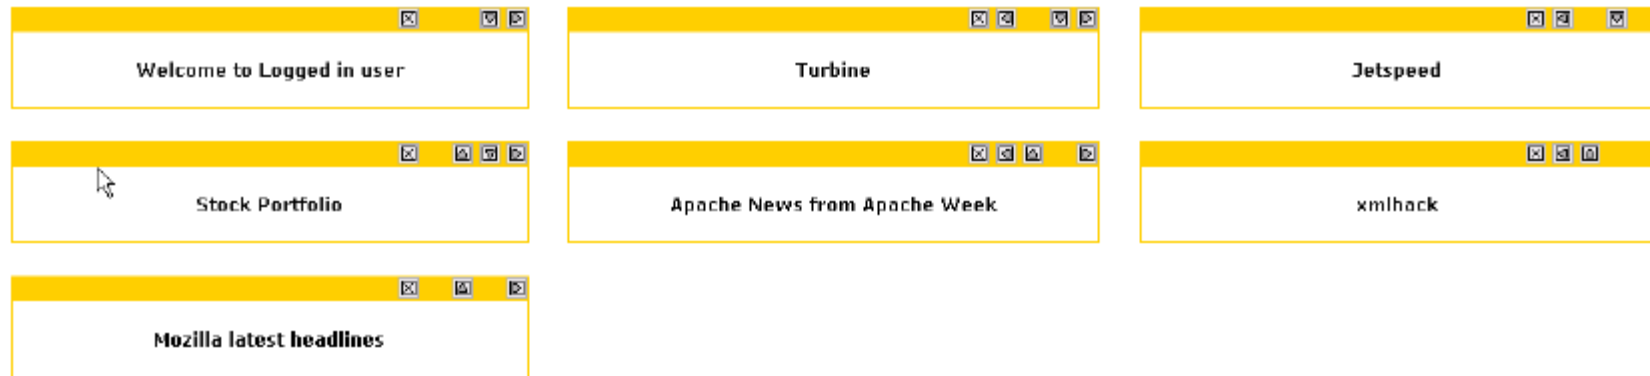 Welcome to Logged in user
Turbine
Jetspeed
Stock Portfolio
Apache News from Apache Week
xmlhack
Mozilla latest headlines